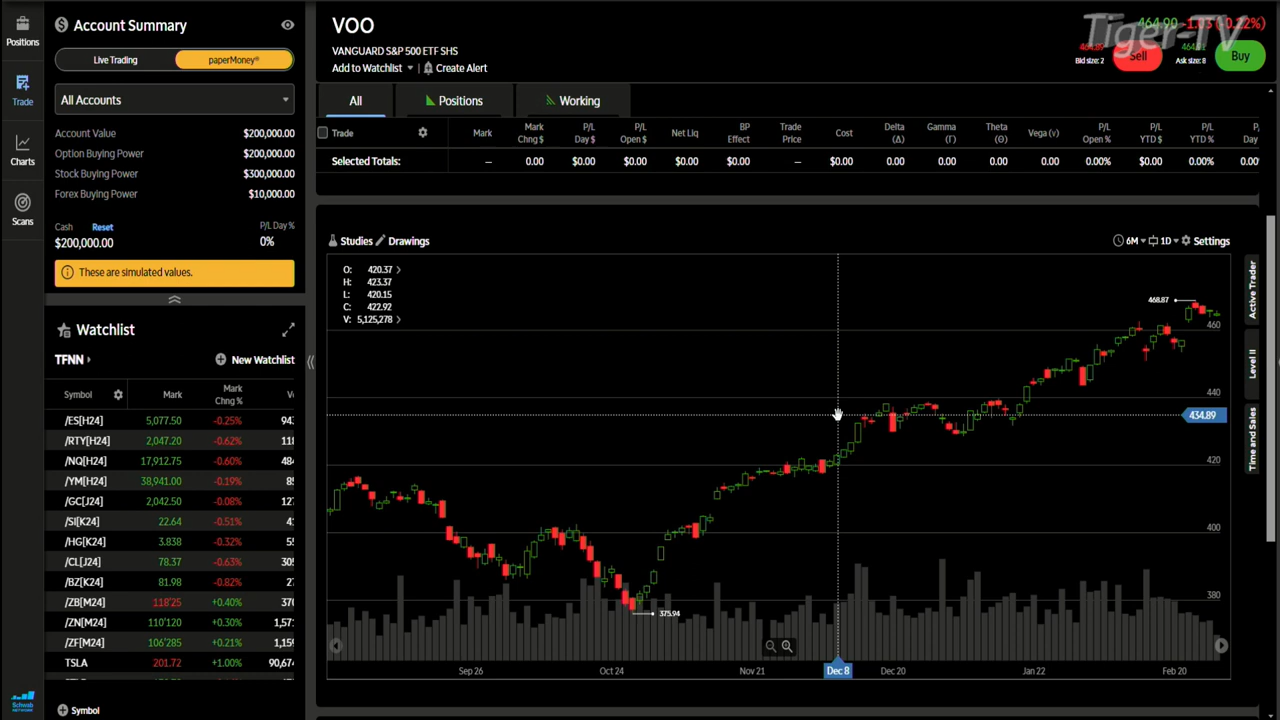 Positions
Trade
Charts
Scans
Schwab
NETWORK
Account Summary
Live Trading paperMoney®
All Accounts
Account Value $200,000.00
Option Buying Power $200,000.00
Stock Buying Power $300,000.00
Forex Buying Power $10,000.00
Cash Reset P/L Day %
$200,000.00 0%
These are simulated values.
Watchlist
TFNN New Watchlist
Symbol Mark Mark Chng %
/ES[H24] 5,077.50 -0.25%
/RTY[H24] 2,047.20 -0.62%
/NQ[H24] 17,912.75 -0.60%
/YM[H24] 38,941.00 -0.19%
/GC[J24] 2,042.50 -0.08%
/SI[K24] 22.64 -0.51%
/HG[K24] 3.838 -0.32%
/CL[J24] 78.37 -0.63%
/BZ[K24] 81.98 -0.82%
/ZB[M24] 118'25 +0.40%
/ZN[M24] 110'120 +0.30%
/ZF[M24] 106'285 +0.21%
TSLA 201.72 +1.00% 90,674
Symbol
VOO
VANGUARD S&P 500 ETF SHS
Add to Watchlist Create Alert
Tiger-TV
Bid size: 2 Sell Ask size: 8 Buy
All Positions Working
Trade Mark Mark Chng $ P/L Day $ P/L Open $ Net Liq BP Effect Trade Price Cost Delta (Δ) Gamma (Γ) Theta (Θ) Vega (v) P/L Open % P/L YTD $ P/L YTD % P/L Day
Selected Totals: — 0.00 $0.00 $0.00 $0.00 $0.00 — $0.00 0.00 0.00 0.00 0.00 0.00% $0.00 0.00%
Studies Drawings 6M 1D Settings
O: 420.37
H: 423.37
L: 420.15
C: 422.92
V: 5,125,278
468.87
460
440
434.89
420
400
380
375.94
Sep 26 Oct 24 Nov 21 Dec 8 Dec 20 Jan 22 Feb 20
Active Trader
Level II
Time and Sales